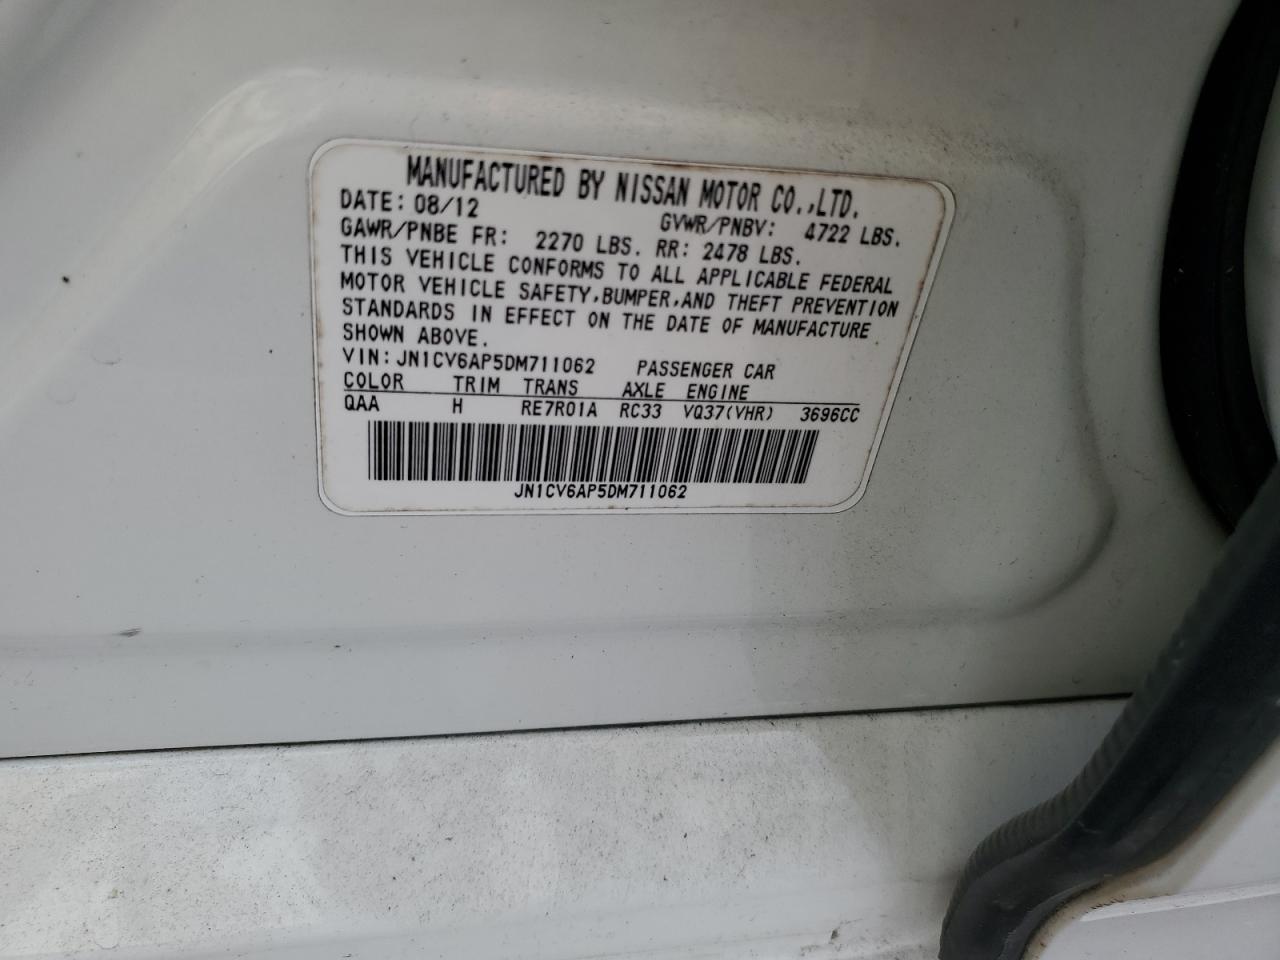 MANUFACTURED BY NISSAN MOTOR CO.,LTD.
DATE: 08/12 GVWR/PNBV: 4722 LBS.
GAWR/PNBE FR: 2270 LBS. RR: 2478 LBS.
THIS VEHICLE CONFORMS TO ALL APPLICABLE FEDERAL
MOTOR VEHICLE SAFETY,BUMPER,AND THEFT PREVENTION
STANDARDS IN EFFECT ON THE DATE OF MANUFACTURE
SHOWN ABOVE.
VIN: JN1CV6AP5DM711062 PASSENGER CAR
COLOR TRIM TRANS AXLE ENGINE
QAA H RE7R01A RC33 VQ37(VHR) 3696CC
JN1CV6AP5DM711062